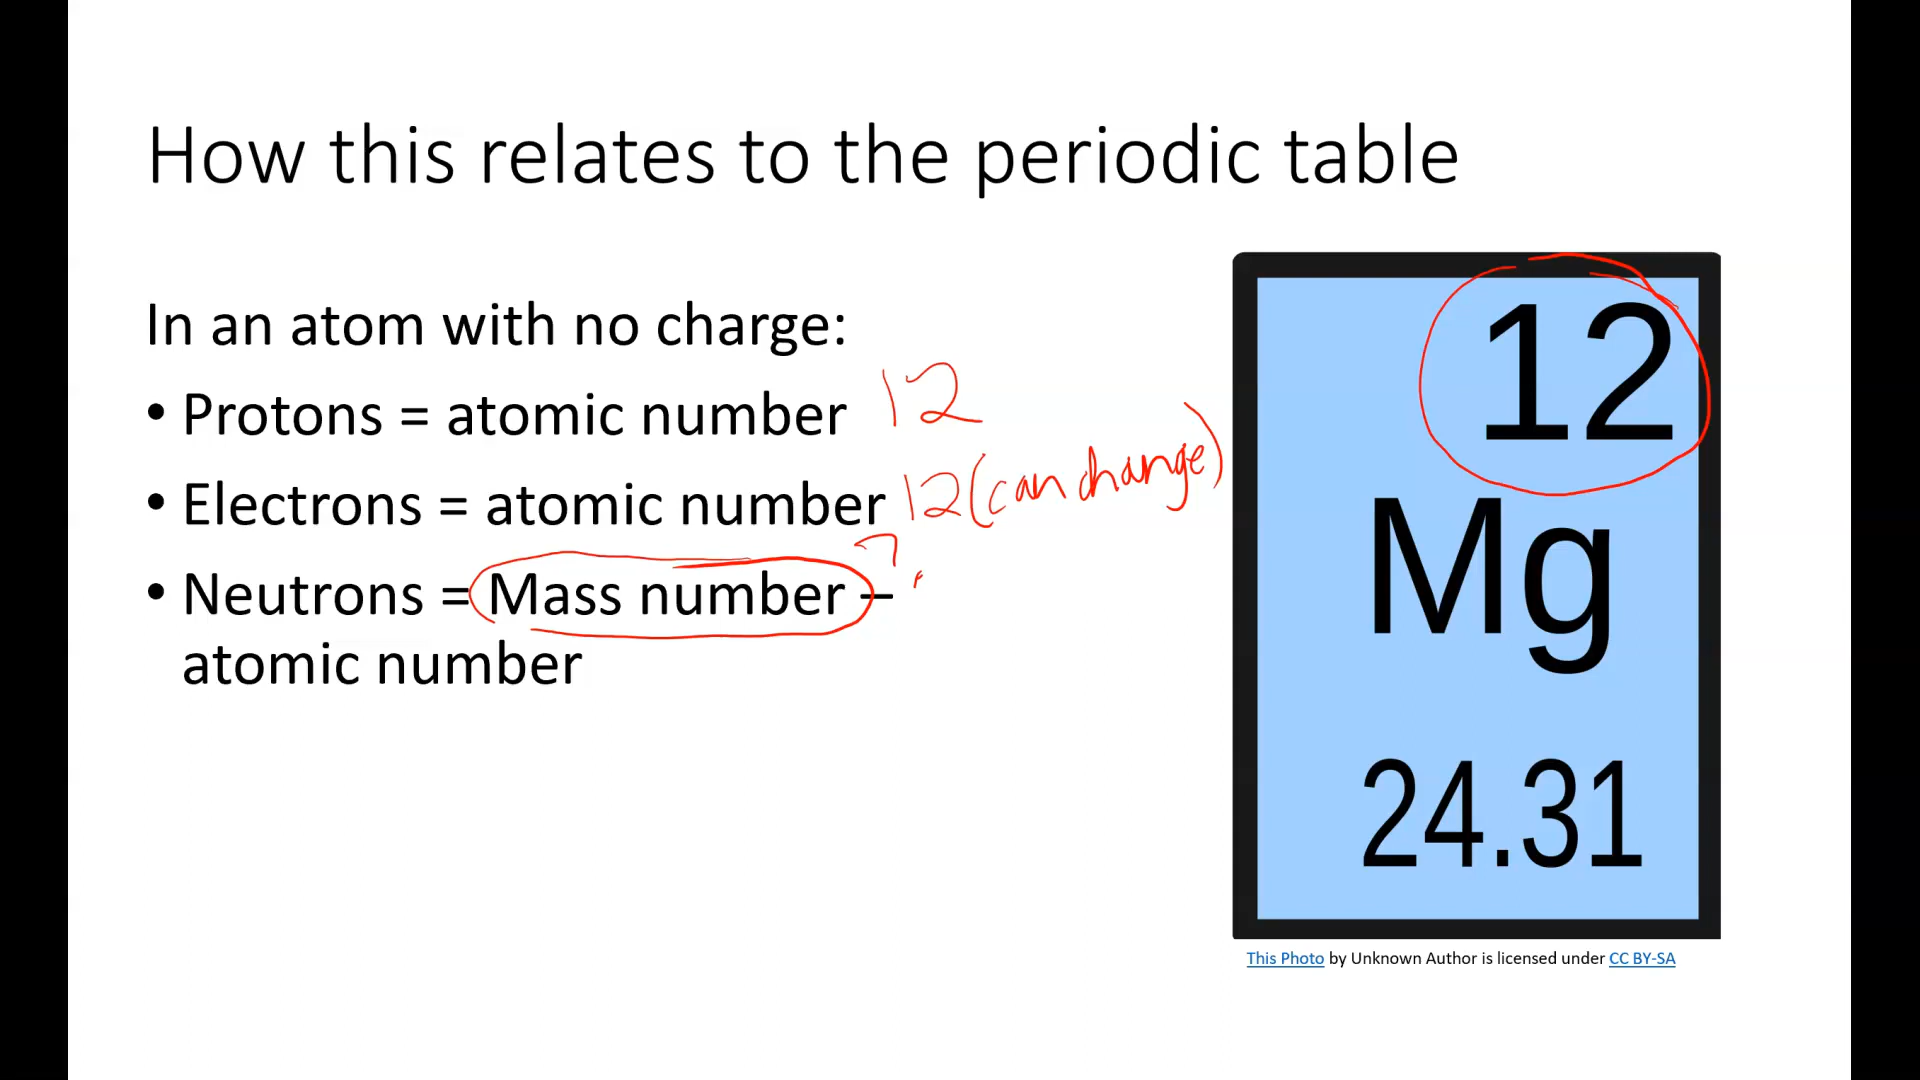 How this relates to the periodic table
In an atom with no charge:
• Protons = atomic number 12
• Electrons = atomic number 12 (can change)
• Neutrons = Mass number –
atomic number
12
Mg
24.31
This Photo by Unknown Author is licensed under CC BY-SA